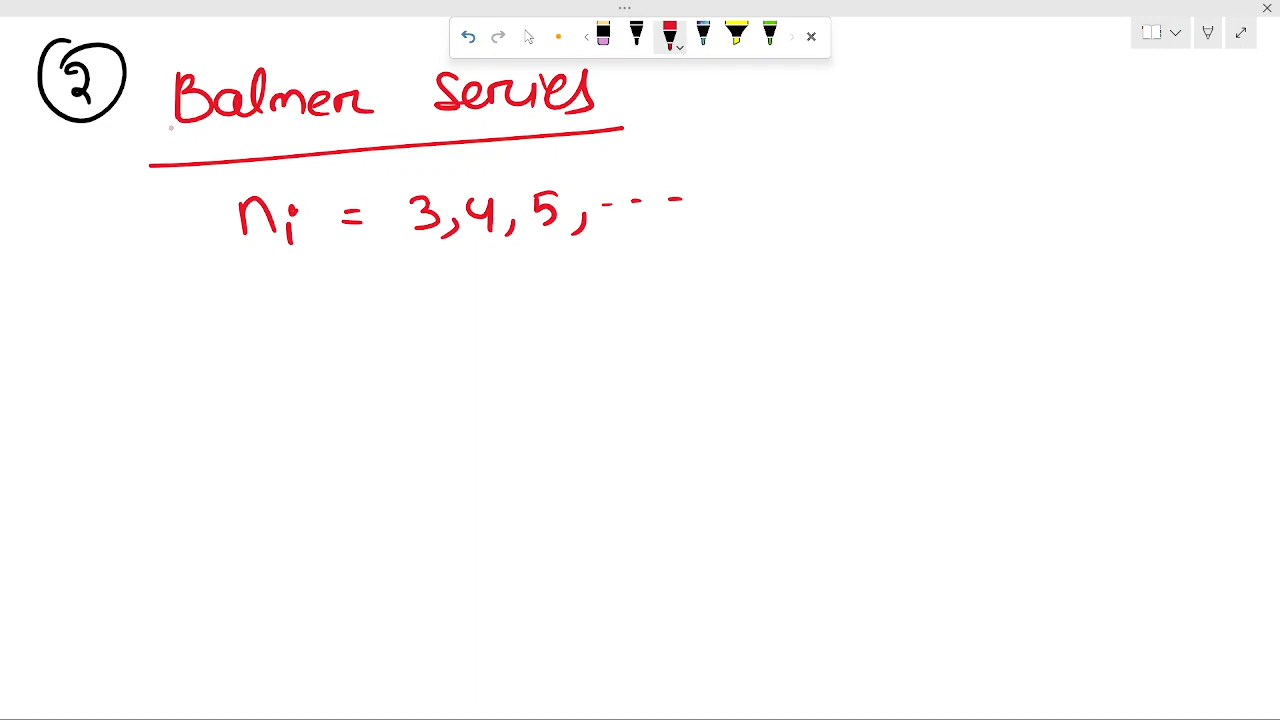 2 Balmer Series
ni = 3,4,5,---